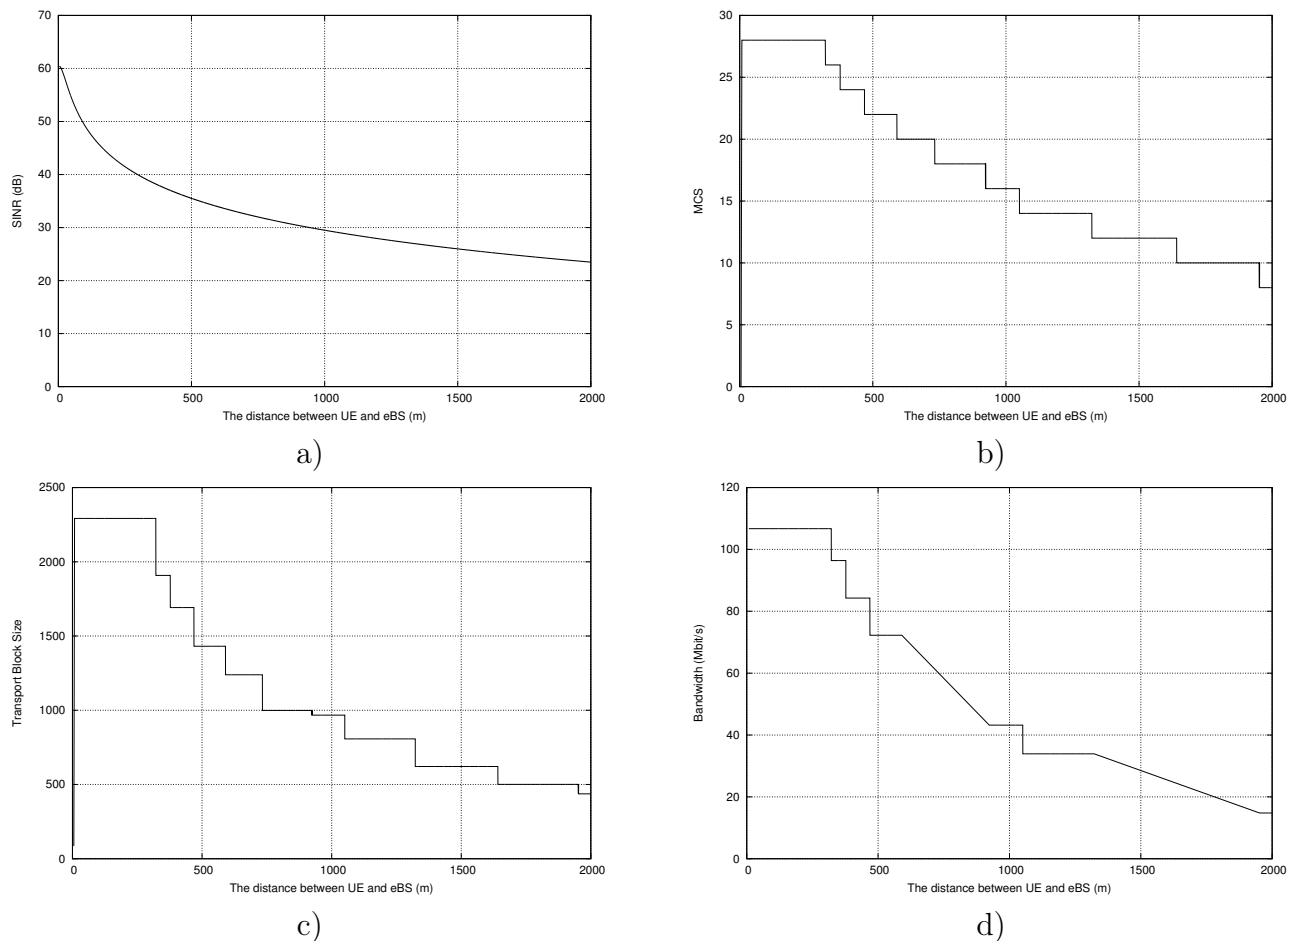 70
60
50
40
30
20
10
0
SINR (dB)
0 500 1000 1500 2000
The distance between UE and eBS (m)
a)
30
25
20
15
10
5
0
MCS
0 500 1000 1500 2000
The distance between UE and eBS (m)
b)
2500
2000
1500
1000
500
0
Transport Block Size
0 500 1000 1500 2000
The distance between UE and eBS (m)
c)
120
100
80
60
40
20
0
Bandwidth (Mbit/s)
0 500 1000 1500 2000
The distance between UE and eBS (m)
d)